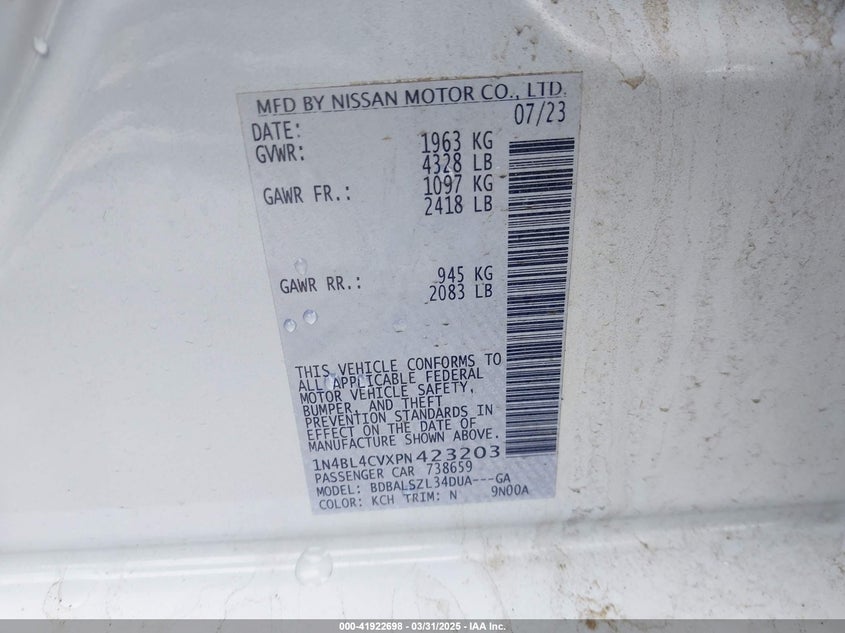 MFD BY NISSAN MOTOR CO., LTD.
DATE: 07/23
GVWR: 1963 KG
4328 LB
GAWR FR.: 1097 KG
2418 LB
GAWR RR.: 945 KG
2083 LB
THIS VEHICLE CONFORMS TO
ALL APPLICABLE FEDERAL
MOTOR VEHICLE SAFETY,
BUMPER, AND THEFT
PREVENTION STANDARDS IN
EFFECT ON THE DATE OF
MANUFACTURE SHOWN ABOVE.
1N4BL4CVXPN423203
PASSENGER CAR 738659
MODEL: BDBALSZL34DUA---GA
COLOR: KCH TRIM: N 9N00A
000-41922698 - 03/31/2025 - IAA Inc.